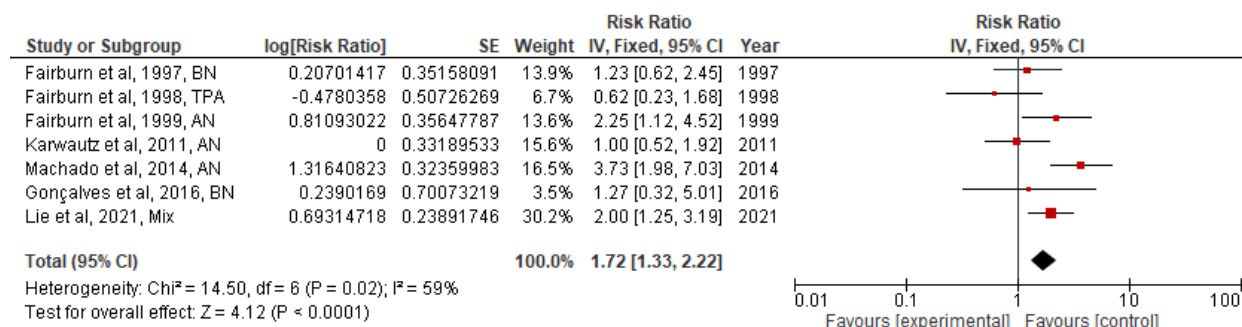 Risk Ratio Risk Ratio
Study or Subgroup log[Risk Ratio] SE Weight IV, Fixed, 95% CI Year IV, Fixed, 95% CI
Fairburn et al, 1997, BN 0.20701417 0.35158091 13.9% 1.23 [0.62, 2.45] 1997
Fairburn et al, 1998, TPA -0.4780358 0.50726269 6.7% 0.62 [0.23, 1.68] 1998
Fairburn et al, 1999, AN 0.81093022 0.35647787 13.6% 2.25 [1.12, 4.52] 1999
Karwautz et al, 2011, AN 0 0.33189533 15.6% 1.00 [0.52, 1.92] 2011
Machado et al, 2014, AN 1.31640823 0.32359983 16.5% 3.73 [1.98, 7.03] 2014
Gonçalves et al, 2016, BN 0.2390169 0.70073219 3.5% 1.27 [0.32, 5.01] 2016
Lie et al, 2021, Mix 0.69314718 0.23891746 30.2% 2.00 [1.25, 3.19] 2021
Total (95% CI) 100.0% 1.72 [1.33, 2.22]
Heterogeneity: Chi² = 14.50, df = 6 (P = 0.02); I² = 59%
Test for overall effect: Z = 4.12 (P < 0.0001)
0.01 0.1 1 10 100
Favours [experimental] Favours [control]